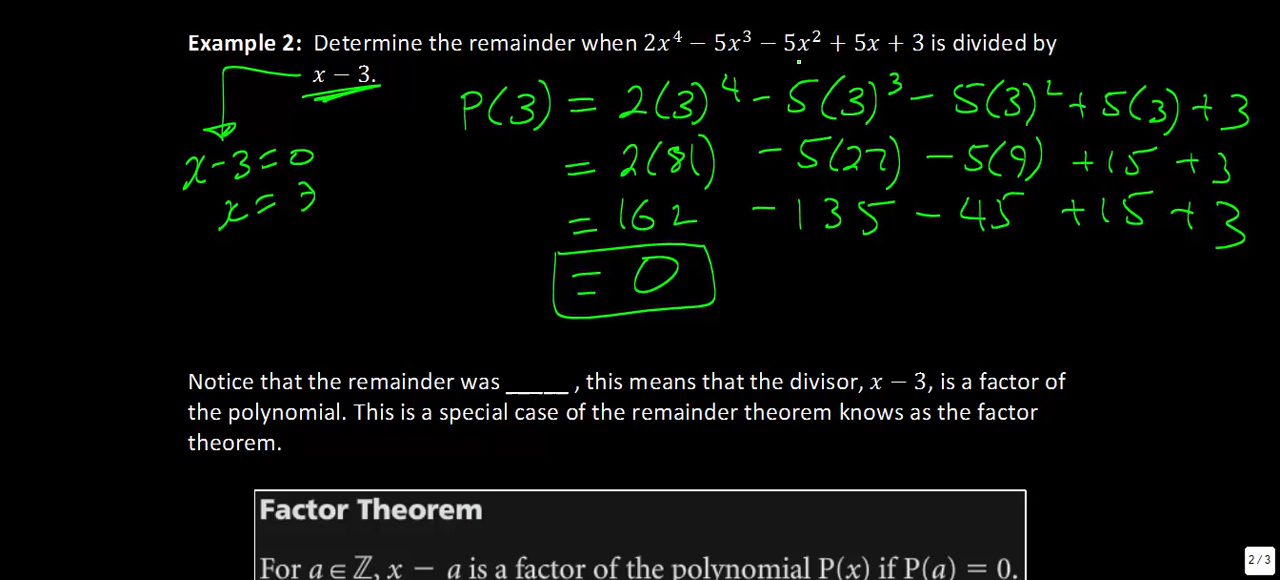 Example 2: Determine the remainder when 2x⁴ − 5x³ − 5x² + 5x + 3 is divided by
x − 3.
P(3) = 2(3)⁴ − 5(3)³ − 5(3)² + 5(3) + 3
x − 3 = 0
= 2(81) − 5(27) − 5(9) + 15 + 3
x = 3
= 162 − 135 − 45 + 15 + 3
= 0
Notice that the remainder was _____ , this means that the divisor, x − 3, is a factor of
the polynomial. This is a special case of the remainder theorem knows as the factor
theorem.
Factor Theorem
For a ∈ ℤ, x − a is a factor of the polynomial P(x) if P(a) = 0.
2 / 3